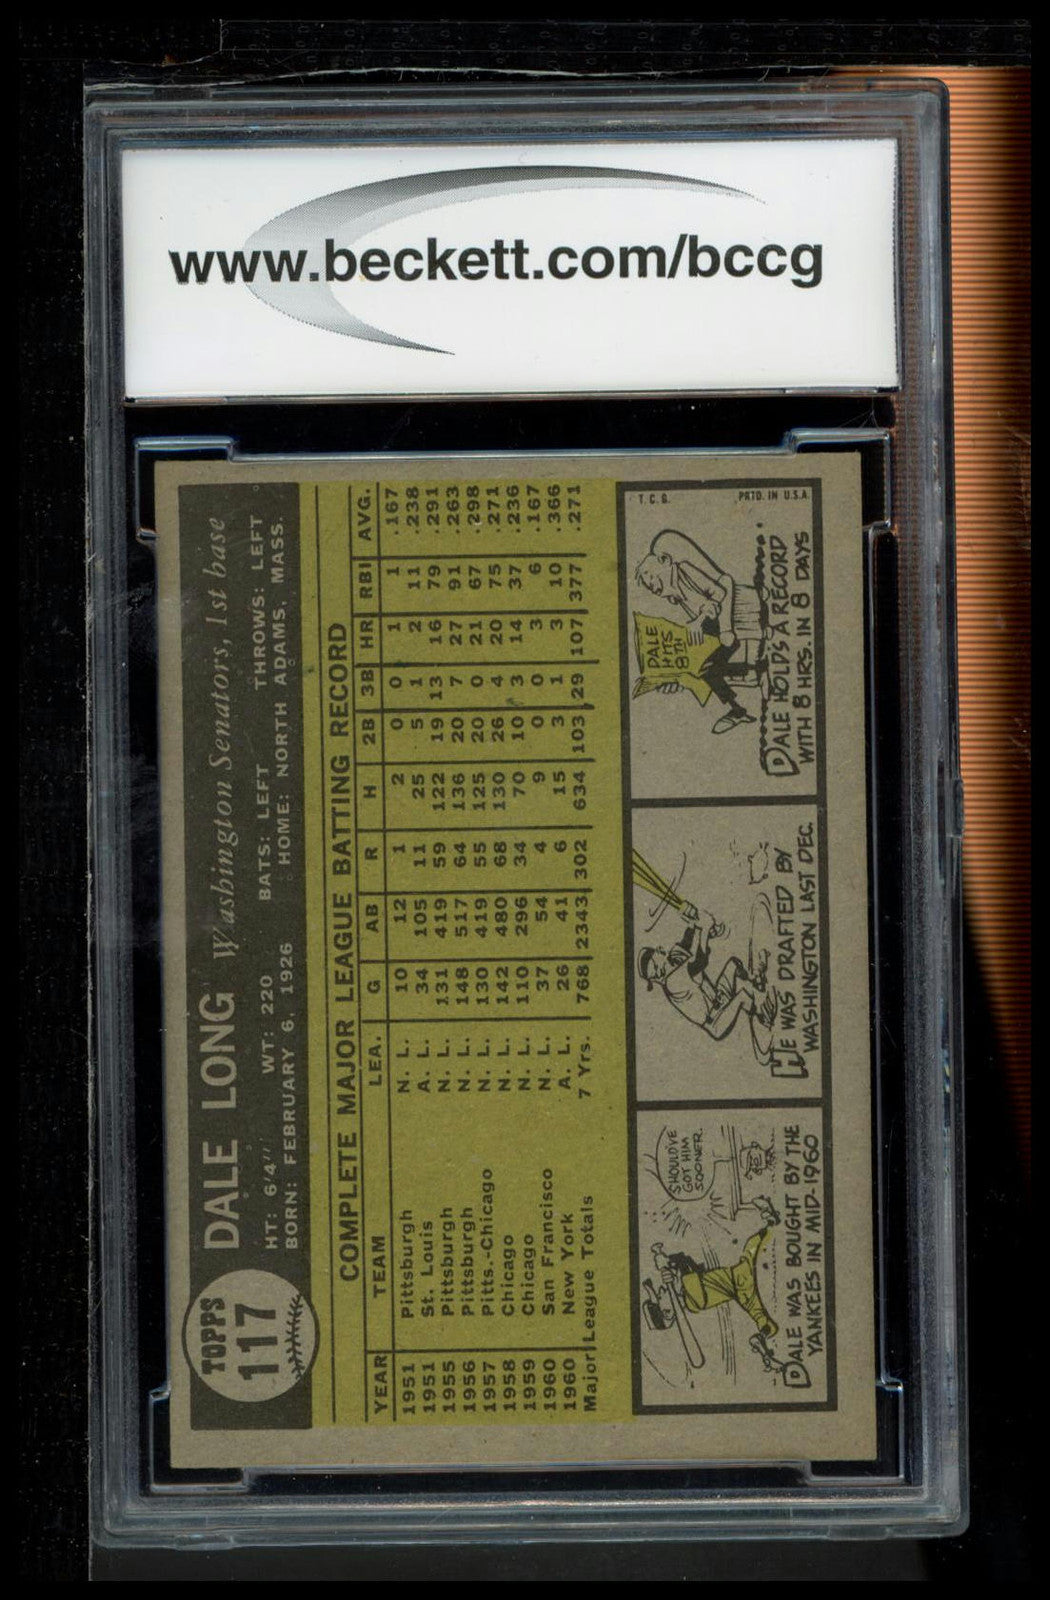 www.beckett.com/bccg
TOPPS
117
DALE LONG Washington Senators, 1st base
HT: 6'4" WT: 220 BATS: LEFT THROWS: LEFT
BORN: FEBRUARY 6, 1926 HOME: NORTH ADAMS, MASS.
COMPLETE MAJOR LEAGUE BATTING RECORD
YEAR TEAM LEA. G AB R H 2B 3B HR RBI AVG.
1951 Pittsburgh N. L. 10 12 1 2 0 0 1 1 .167
1951 St. Louis A. L. 34 105 11 25 5 1 2 11 .238
1955 Pittsburgh N. L. 131 419 59 122 19 13 16 79 .291
1956 Pittsburgh N. L. 148 517 64 136 20 7 27 91 .263
1957 Pitts.-Chicago N. L. 130 419 55 125 20 0 21 67 .298
1958 Chicago N. L. 142 480 68 130 26 4 20 75 .271
1959 Chicago N. L. 110 296 34 70 10 3 14 37 .236
1960 San Francisco N. L. 37 54 4 9 0 0 3 6 .167
1960 New York A. L. 26 41 6 15 3 1 3 10 .366
Major League Totals 7 Yrs. 768 2343 302 634 103 29 107 377 .271
SHOULD'VE
GOT HIM
SOONER.
DALE WAS BOUGHT BY THE
YANKEES IN MID-1960
HE WAS DRAFTED BY
WASHINGTON LAST DEC.
T.C.G. PRTD. IN U.S.A.
DALE
HITS
8TH
DALE HOLDS A RECORD
WITH 8 HRS. IN 8 DAYS